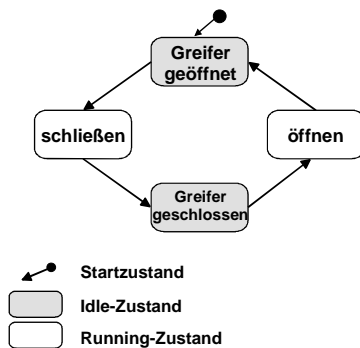 Greifer
geöffnet
schließen
öffnen
Greifer
geschlossen
Startzustand
Idle-Zustand
Running-Zustand